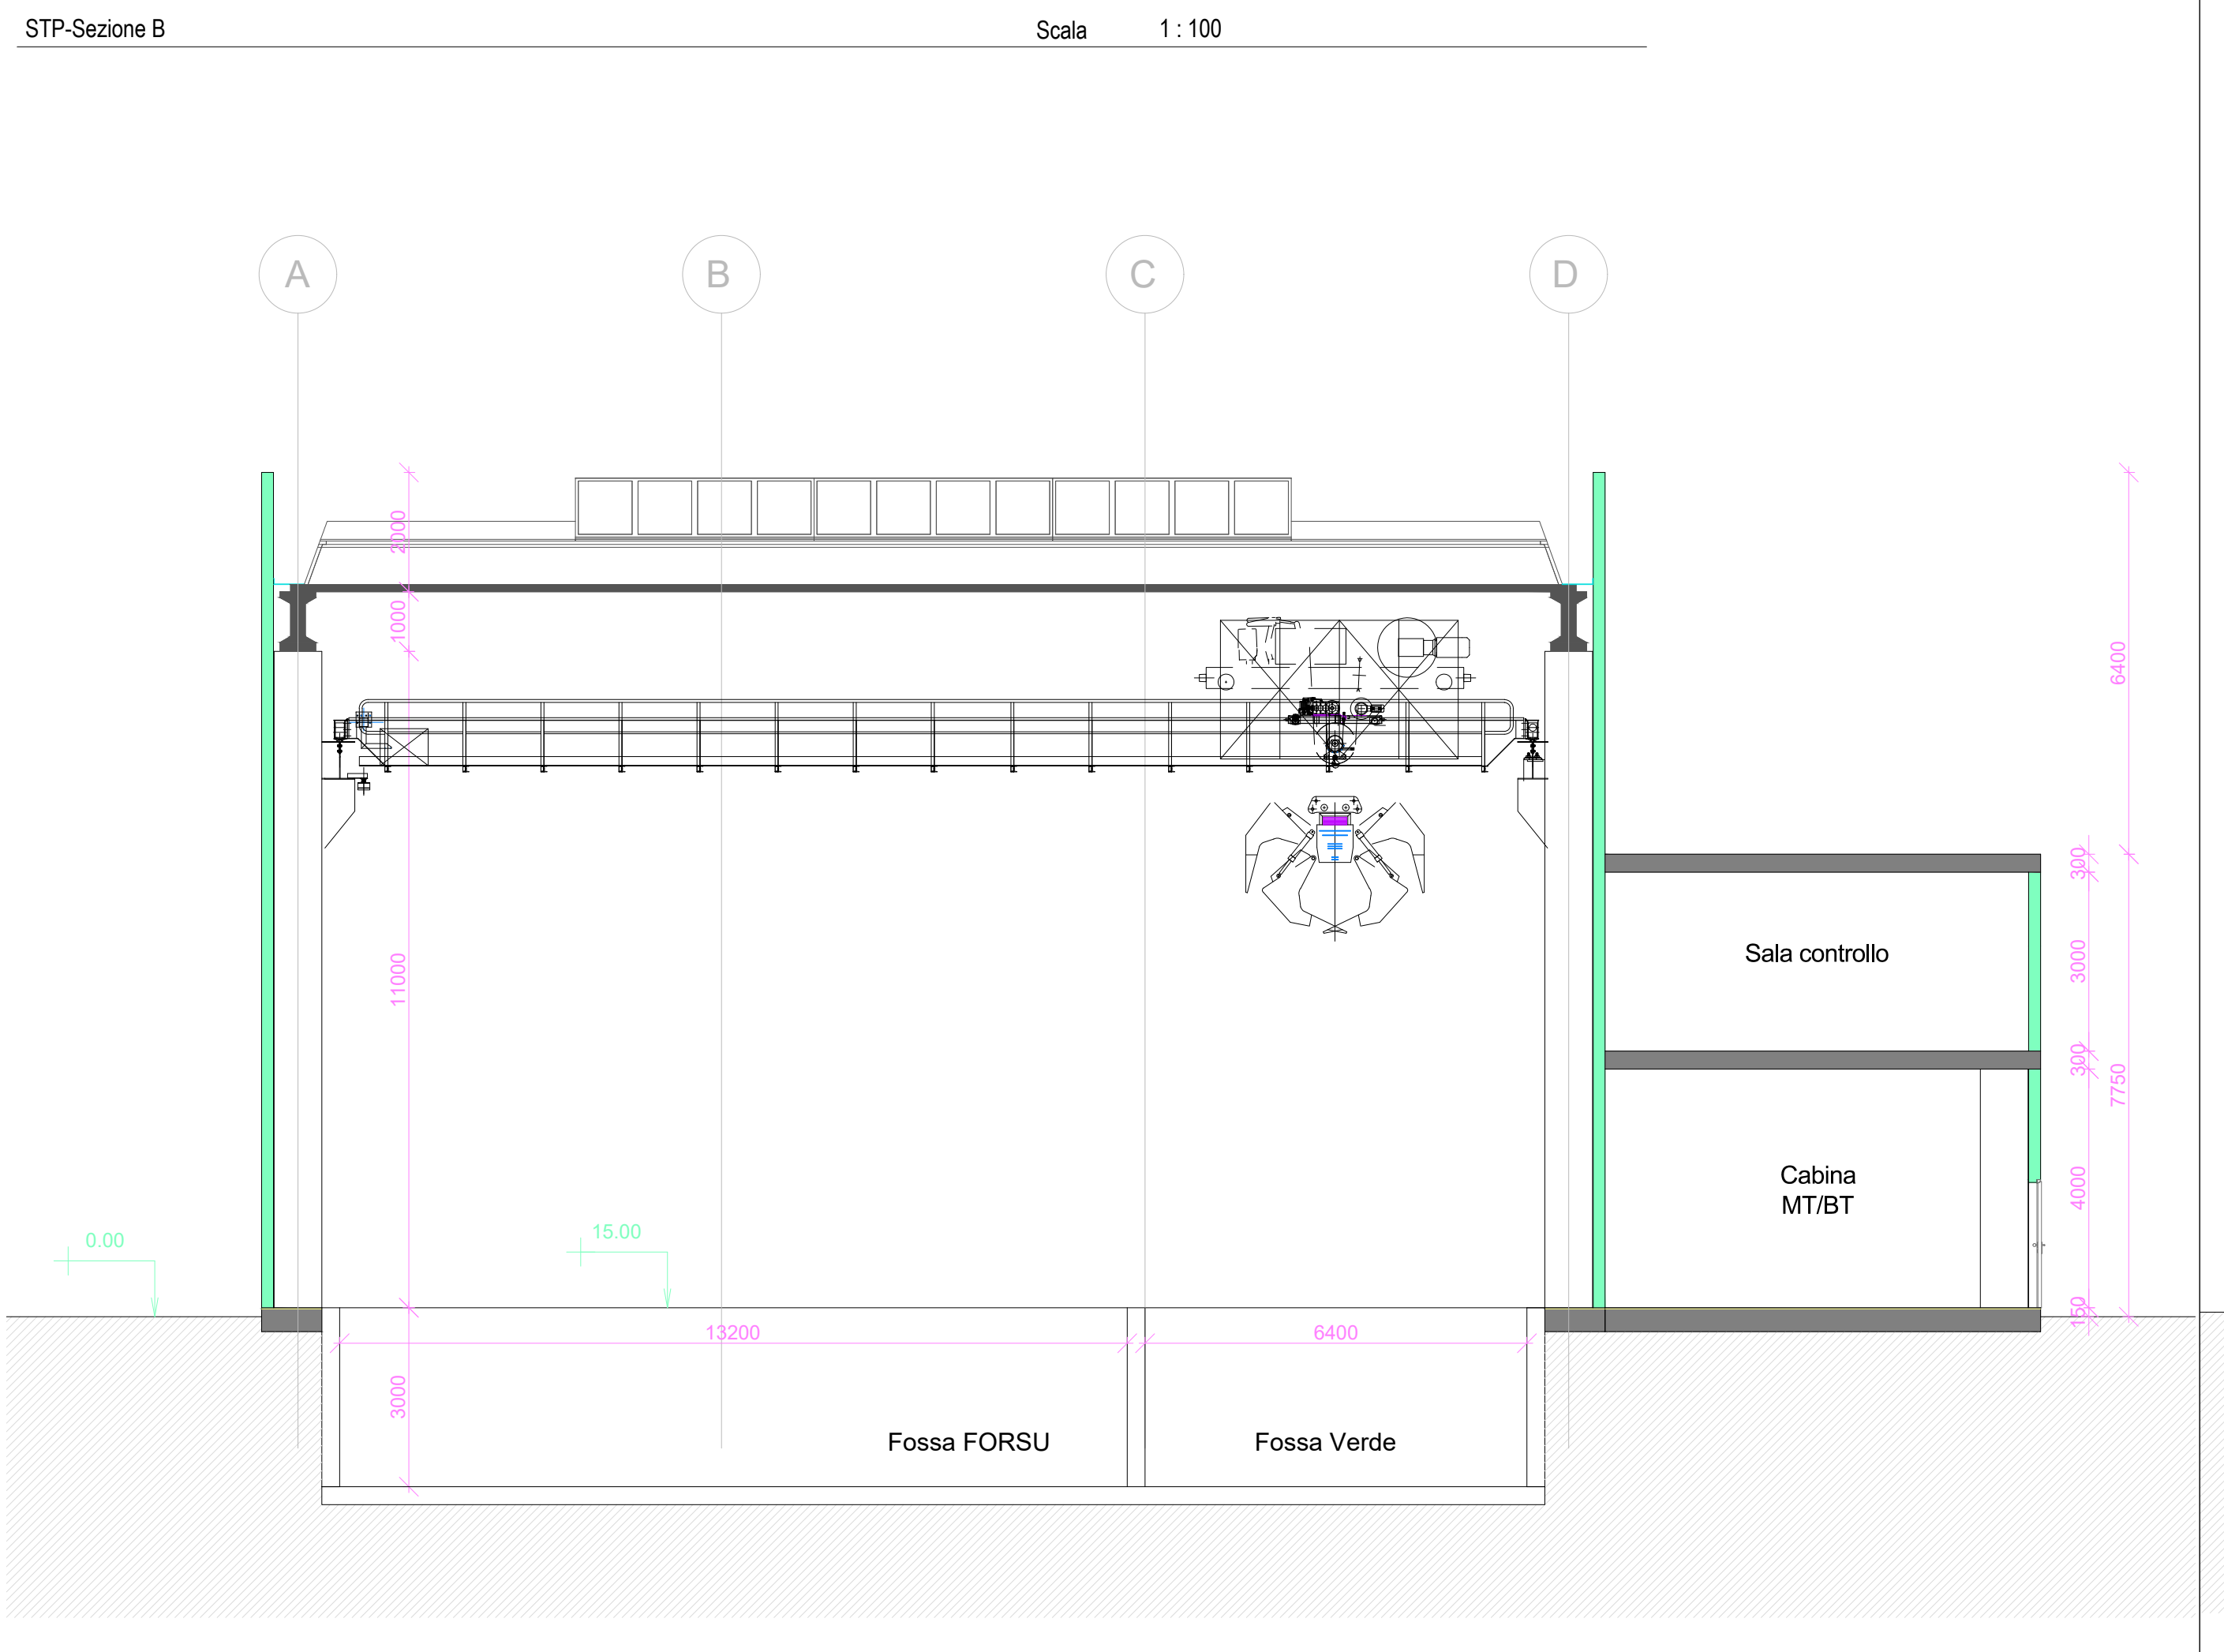 STP-Sezione B
Scala 1 : 100
A B C D
2000
1000
6400
11000
300
3000
300
7750
4000
150
Sala controllo
Cabina
MT/BT
0.00
15.00
13200
6400
3000
Fossa FORSU
Fossa Verde